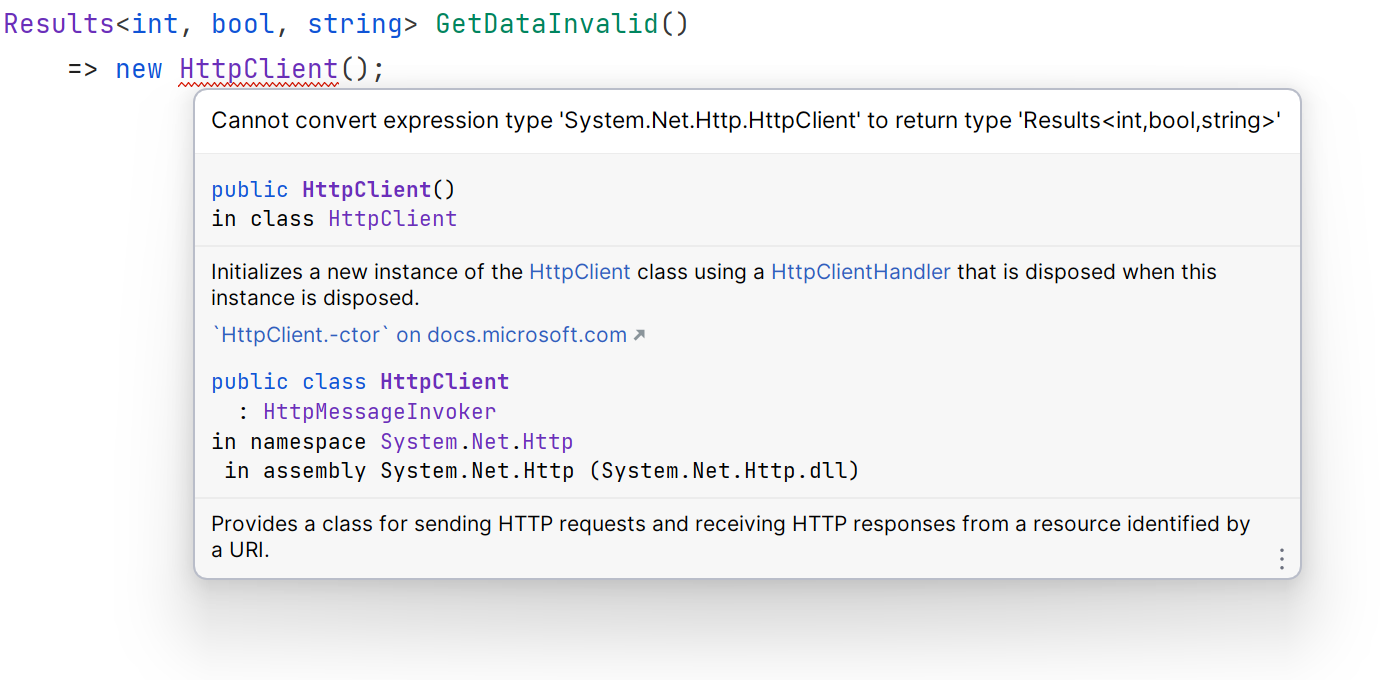 Results<int, bool, string> GetDataInvalid()
=> new HttpClient();
Cannot convert expression type 'System.Net.Http.HttpClient' to return type 'Results<int,bool,string>'
public HttpClient()
in class HttpClient
Initializes a new instance of the HttpClient class using a HttpClientHandler that is disposed when this
instance is disposed.
`HttpClient.-ctor` on docs.microsoft.com
public class HttpClient
: HttpMessageInvoker
in namespace System.Net.Http
in assembly System.Net.Http (System.Net.Http.dll)
Provides a class for sending HTTP requests and receiving HTTP responses from a resource identified by
a URI.